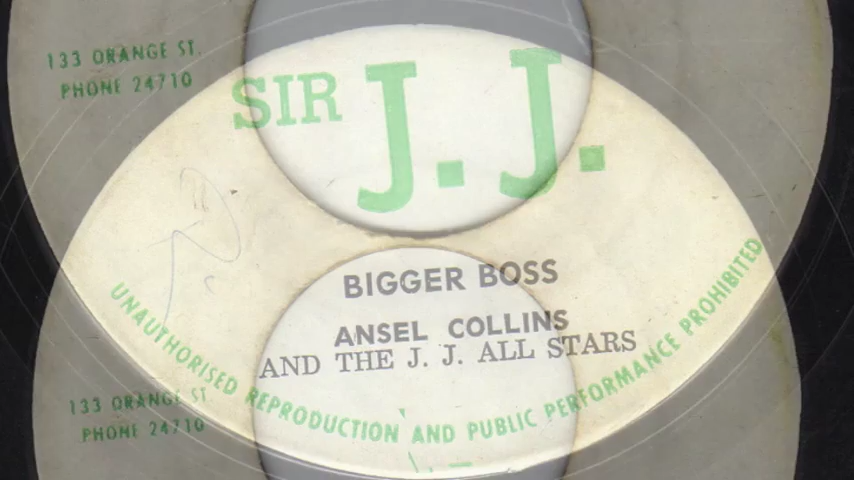 133 ORANGE ST.
PHONE 24710
SIR J. J.
BIGGER BOSS
ANSEL COLLINS
AND THE J. J. ALL STARS
UNAUTHORISED REPRODUCTION AND PUBLIC PERFORMANCE PROHIBITED
133 ORANGE ST
PHONE 24710